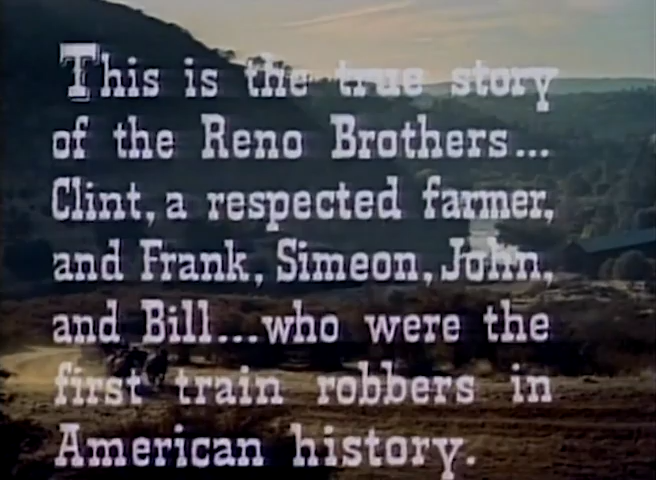 This is the true story
of the Reno Brothers...
Clint, a respected farmer,
and Frank, Simeon, John,
and Bill...who were the
first train robbers in
American history.